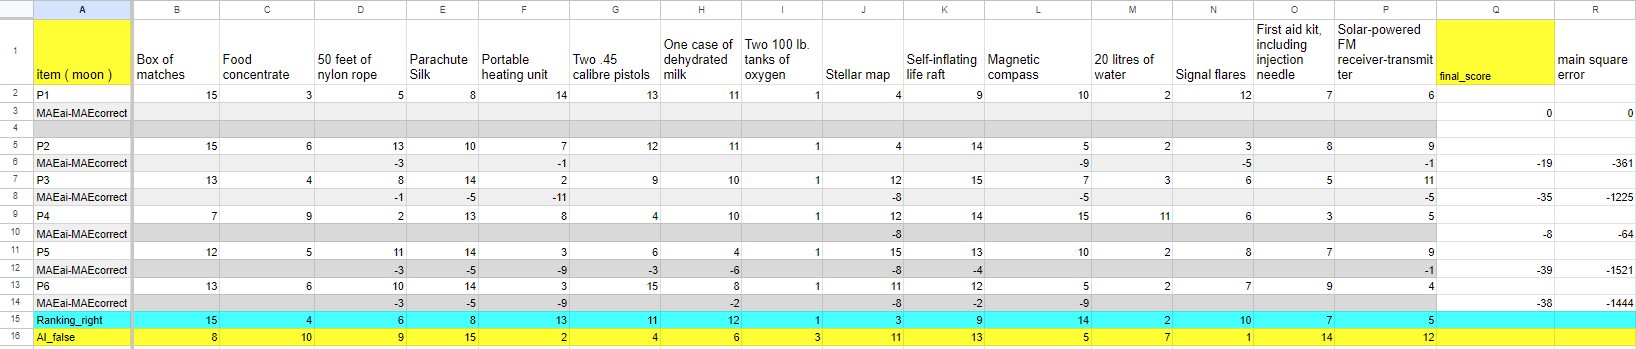 A B C D E F G H I J K L M N O P Q R
1 item ( moon ) Box of matches Food concentrate 50 feet of nylon rope Parachute Silk Portable heating unit Two .45 calibre pistols One case of dehydrated milk Two 100 lb. tanks of oxygen Stellar map Self-inflating life raft Magnetic compass 20 litres of water Signal flares First aid kit, including injection needle Solar-powered FM receiver-transmitter final_score main square error
2 P1 15 3 5 8 14 13 11 1 4 9 10 2 12 7 6
3 MAEai-MAEcorrect 0 0
4
5 P2 15 6 13 10 7 12 11 1 4 14 5 2 3 8 9
6 MAEai-MAEcorrect -3 -1 -9 -5 -1 -19 -361
7 P3 13 4 8 14 2 9 10 1 12 15 7 3 6 5 11
8 MAEai-MAEcorrect -1 -5 -11 -8 -5 -5 -35 -1225
9 P4 7 9 2 13 8 4 10 1 12 14 15 11 6 3 5
10 MAEai-MAEcorrect -8 -8 -64
11 P5 12 5 11 14 3 6 4 1 15 13 10 2 8 7 9
12 MAEai-MAEcorrect -3 -5 -9 -3 -6 -8 -4 -1 -39 -1521
13 P6 13 6 10 14 3 15 8 1 11 12 5 2 7 9 4
14 MAEai-MAEcorrect -3 -5 -9 -2 -8 -2 -9 -38 -1444
15 Ranking_right 15 4 6 8 13 11 12 1 3 9 14 2 10 7 5
16 AI_false 8 10 9 15 2 4 6 3 11 13 5 7 1 14 12